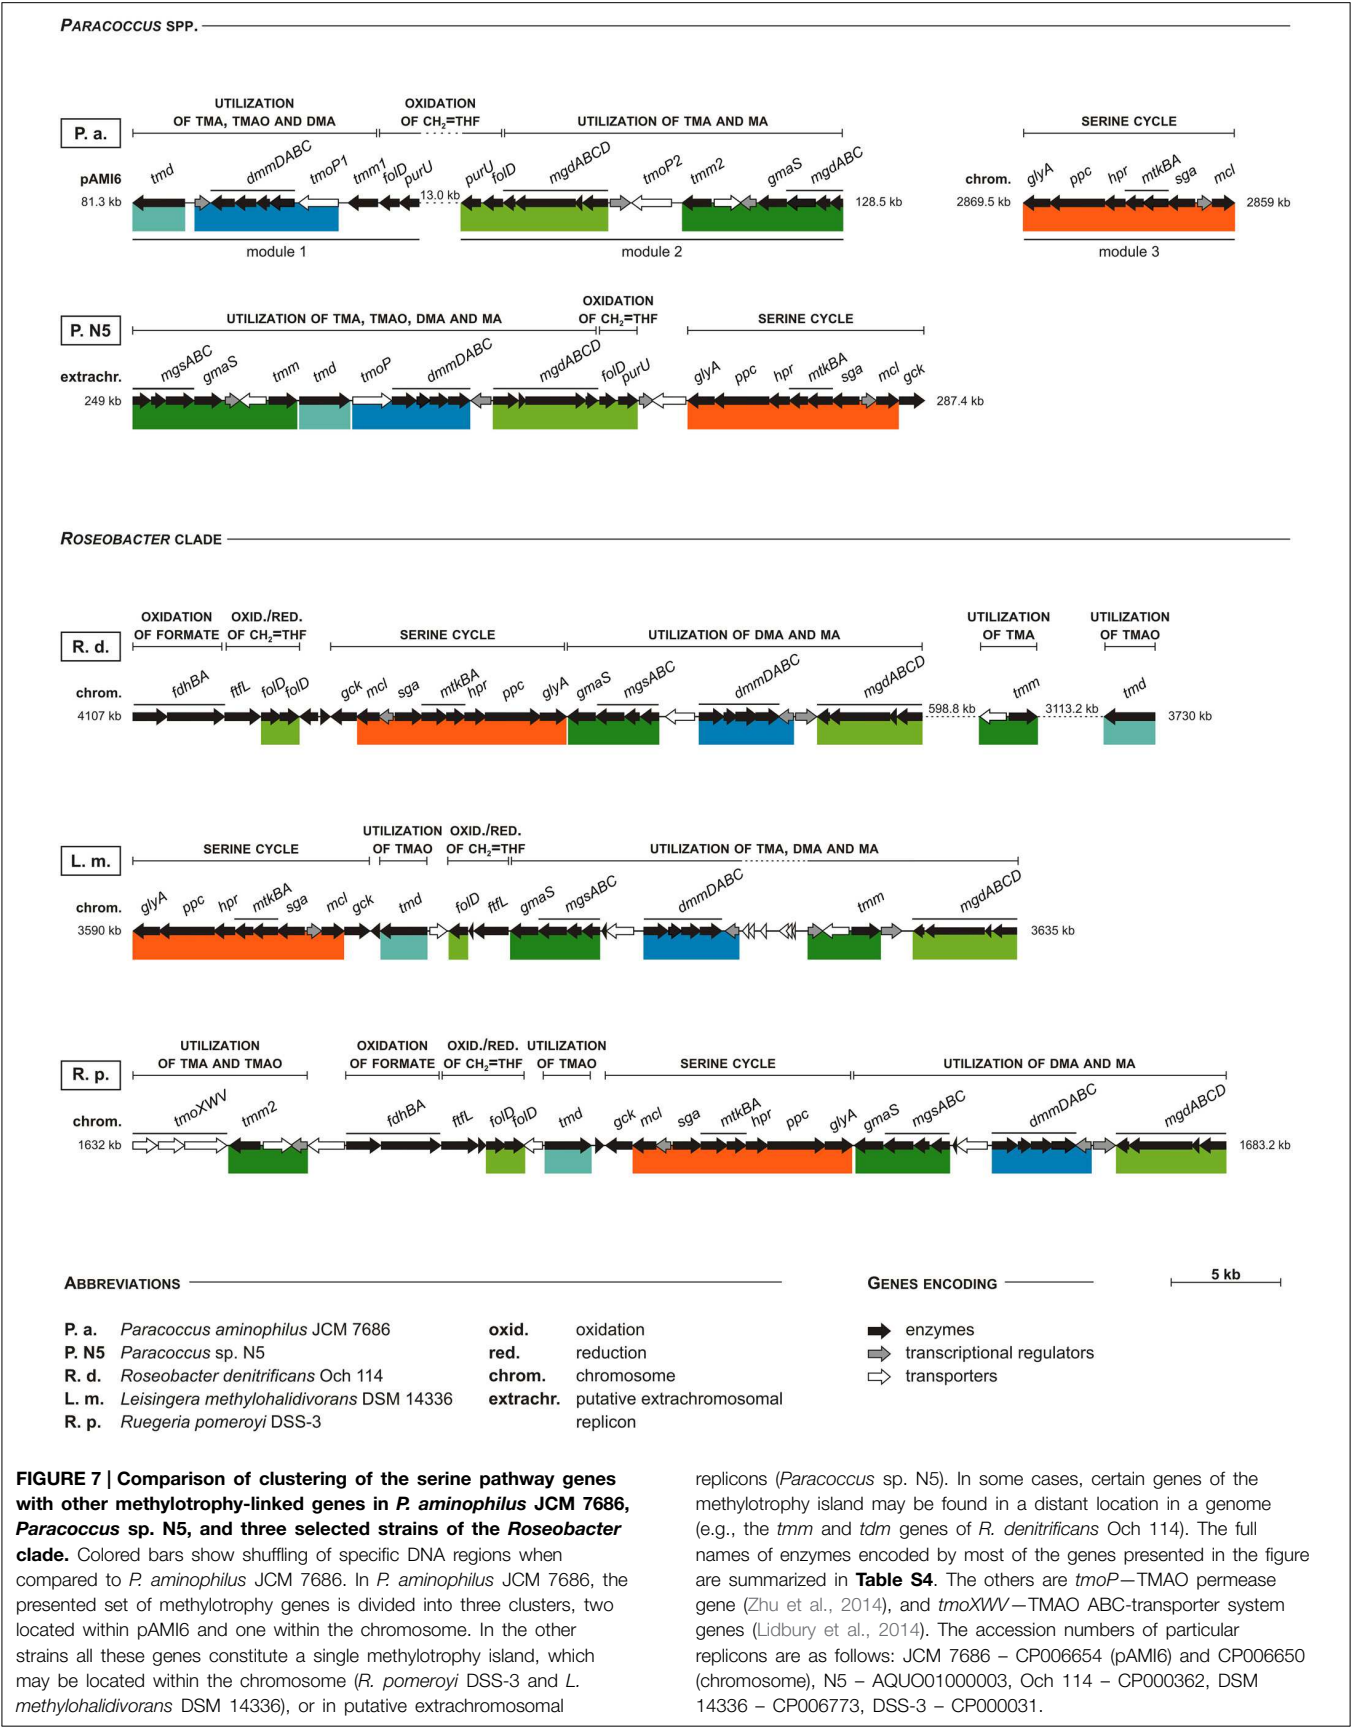 PARACOCCUS SPP.
UTILIZATION OF TMA, TMAO AND DMA
OXIDATION OF CH2=THF
UTILIZATION OF TMA AND MA
SERINE CYCLE
P. a.
tmd dmmDABC tmoP1 tmm1 folD purU purU folD mgdABCD tmoP2 tmm2 gmaS mgdABC
glyA ppc hpr mtkBA sga mcl
pAMI6
81.3 kb
13.0 kb
128.5 kb
chrom.
2869.5 kb
2859 kb
module 1
module 2
module 3
UTILIZATION OF TMA, TMAO, DMA AND MA
OXIDATION OF CH2=THF
SERINE CYCLE
P. N5
mgsABC gmaS tmm tmd tmoP dmmDABC mgdABCD folD purU glyA ppc hpr mtkBA sga mcl gck
extrachr.
249 kb
287.4 kb
ROSEOBACTER CLADE
OXIDATION OF FORMATE
OXID./RED. OF CH2=THF
SERINE CYCLE
UTILIZATION OF DMA AND MA
UTILIZATION OF TMA
UTILIZATION OF TMAO
R. d.
fdhBA ftfL folD folD gck mcl sga mtkBA hpr ppc glyA gmaS mgsABC dmmDABC mgdABCD tmm tmd
chrom.
4107 kb
598.8 kb
3113.2 kb
3730 kb
SERINE CYCLE
UTILIZATION OF TMAO
OXID./RED. OF CH2=THF
UTILIZATION OF TMA, DMA AND MA
L. m.
glyA ppc hpr mtkBA sga mcl gck tmd folD ftfL gmaS mgsABC dmmDABC tmm mgdABCD
chrom.
3590 kb
3635 kb
UTILIZATION OF TMA AND TMAO
OXIDATION OF FORMATE
OXID./RED. OF CH2=THF
UTILIZATION OF TMAO
SERINE CYCLE
UTILIZATION OF DMA AND MA
R. p.
tmoXWV tmm2 fdhBA ftfL folD folD tmd gck mcl sga mtkBA hpr ppc glyA gmaS mgsABC dmmDABC mgdABCD
chrom.
1632 kb
1683.2 kb
ABBREVIATIONS
P. a. Paracoccus aminophilus JCM 7686
P. N5 Paracoccus sp. N5
R. d. Roseobacter denitrificans Och 114
L. m. Leisingera methylohalidivorans DSM 14336
R. p. Ruegeria pomeroyi DSS-3
oxid. oxidation
red. reduction
chrom. chromosome
extrachr. putative extrachromosomal
replicon
GENES ENCODING
enzymes
transcriptional regulators
transporters
5 kb
FIGURE 7 | Comparison of clustering of the serine pathway genes
with other methylotrophy-linked genes in P. aminophilus JCM 7686,
Paracoccus sp. N5, and three selected strains of the Roseobacter
clade. Colored bars show shuffling of specific DNA regions when
compared to P. aminophilus JCM 7686. In P. aminophilus JCM 7686, the
presented set of methylotrophy genes is divided into three clusters, two
located within pAMI6 and one within the chromosome. In the other
strains all these genes constitute a single methylotrophy island, which
may be located within the chromosome (R. pomeroyi DSS-3 and L.
methylohalidivorans DSM 14336), or in putative extrachromosomal
replicons (Paracoccus sp. N5). In some cases, certain genes of the
methylotrophy island may be found in a distant location in a genome
(e.g., the tmm and tdm genes of R. denitrificans Och 114). The full
names of enzymes encoded by most of the genes presented in the figure
are summarized in Table S4. The others are tmoP—TMAO permease
gene (Zhu et al., 2014), and tmoXWV—TMAO ABC-transporter system
genes (Lidbury et al., 2014). The accession numbers of particular
replicons are as follows: JCM 7686 – CP006654 (pAMI6) and CP006650
(chromosome), N5 – AQUO01000003, Och 114 – CP000362, DSM
14336 – CP006773, DSS-3 – CP000031.